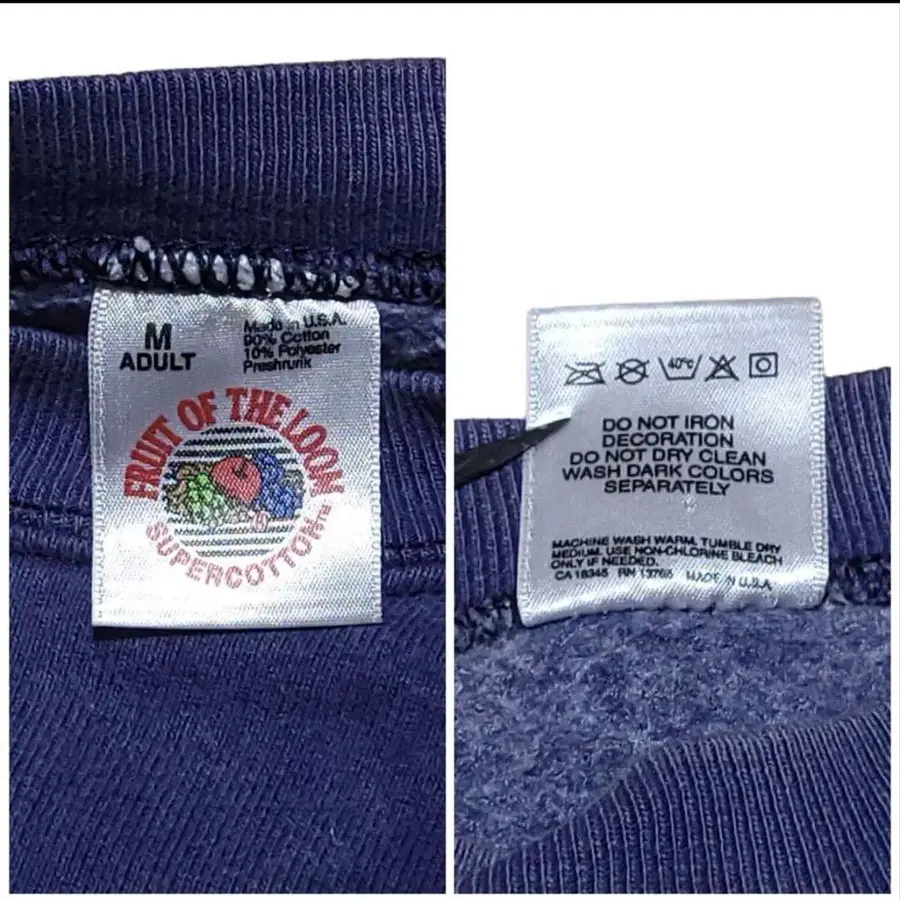 M
ADULT
Made in U.S.A.
90% Cotton
10% Polyester
Preshrunk
FRUIT OF THE LOOM
SUPERCOTTON™
40°C
DO NOT IRON
DECORATION
DO NOT DRY CLEAN
WASH DARK COLORS
SEPARATELY
MACHINE WASH WARM. TUMBLE DRY
MEDIUM. USE NON-CHLORINE BLEACH
ONLY IF NEEDED.
CA 18345 RN 13765 MADE IN U.S.A.